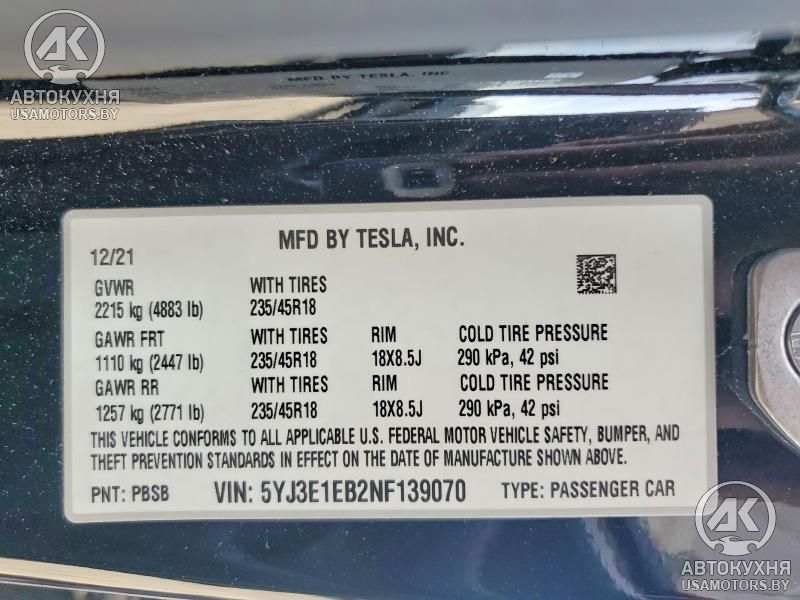 AK
АВТОКУХНЯ
USAMOTORS.BY
MFD BY TESLA, INC.
MFD BY TESLA, INC.
12/21
GVWR WITH TIRES
2215 kg (4883 lb) 235/45R18
GAWR FRT WITH TIRES RIM COLD TIRE PRESSURE
1110 kg (2447 lb) 235/45R18 18X8.5J 290 kPa, 42 psi
GAWR RR WITH TIRES RIM COLD TIRE PRESSURE
1257 kg (2771 lb) 235/45R18 18X8.5J 290 kPa, 42 psi
THIS VEHICLE CONFORMS TO ALL APPLICABLE U.S. FEDERAL MOTOR VEHICLE SAFETY, BUMPER, AND
THEFT PREVENTION STANDARDS IN EFFECT ON THE DATE OF MANUFACTURE SHOWN ABOVE.
PNT: PBSB VIN: 5YJ3E1EB2NF139070 TYPE: PASSENGER CAR
AK
АВТОКУХНЯ
USAMOTORS.BY